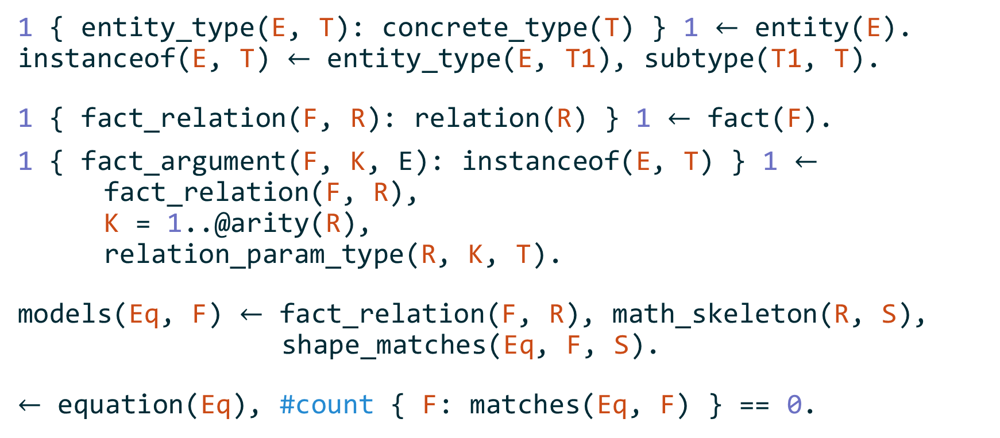 1 { entity_type(E, T): concrete_type(T) } 1 ← entity(E).
instanceof(E, T) ← entity_type(E, T1), subtype(T1, T).
1 { fact_relation(F, R): relation(R) } 1 ← fact(F).
1 { fact_argument(F, K, E): instanceof(E, T) } 1 ←
fact_relation(F, R),
K = 1..@arity(R),
relation_param_type(R, K, T).
models(Eq, F) ← fact_relation(F, R), math_skeleton(R, S),
shape_matches(Eq, F, S).
← equation(Eq), #count { F: matches(Eq, F) } == 0.